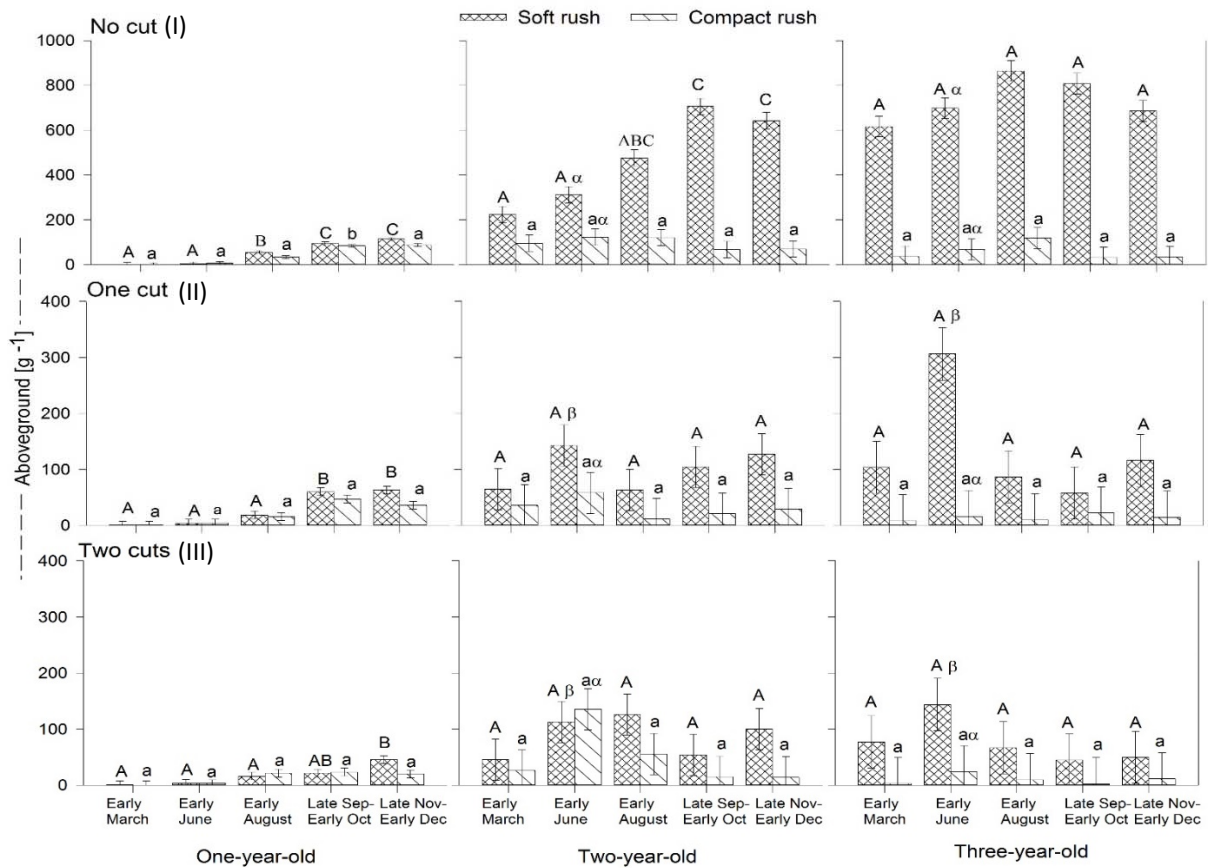 Soft rush Compact rush
No cut (I)
1000
800
600
400
200
0
A a A a B a C b C a
A a A α aα ABC a C a C a
A a A α aα A a A a A a
Aboveground [g -1]
One cut (II)
400
300
200
100
0
A a A a A a B a B a
A a A β aα A a A a A a
A a A β aα A a A a A a
Two cuts (III)
400
300
200
100
0
A a A a A a AB a B a
A a A β aα A a A a A a
A a A β aα A a A a A a
Early Early Early Late Sep- Late Nov- Early Early Early Late Sep- Late Nov- Early Early Early Late Sep- Late Nov-
March June August Early Oct Early Dec March June August Early Oct Early Dec March June August Early Oct Early Dec
One-year-old Two-year-old Three-year-old